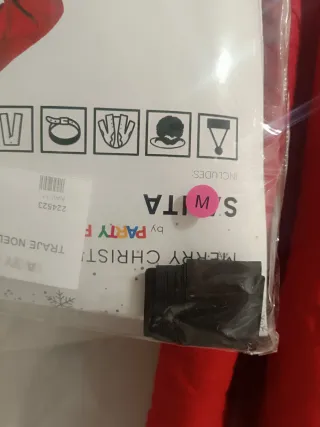 MERRY CHRIST
by PARTY F
SANTA
M
INCLUDES:
TRAJE NOEL
224523